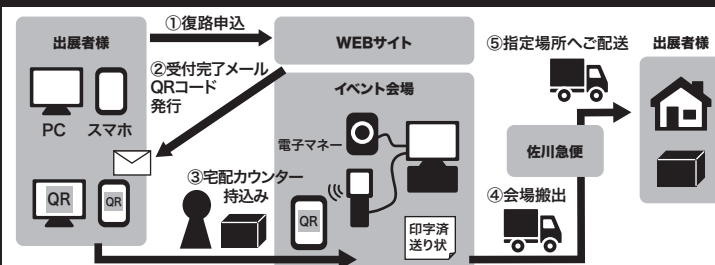 出展者様
①復路申込
WEBサイト
②受付完了メール
QRコード
発行
PC
スマホ
QR
QR
③宅配カウンター
持込み
イベント会場
電子マネー
QR
印字済
送り状
④会場搬出
佐川急便
⑤指定場所へご配送
出展者様